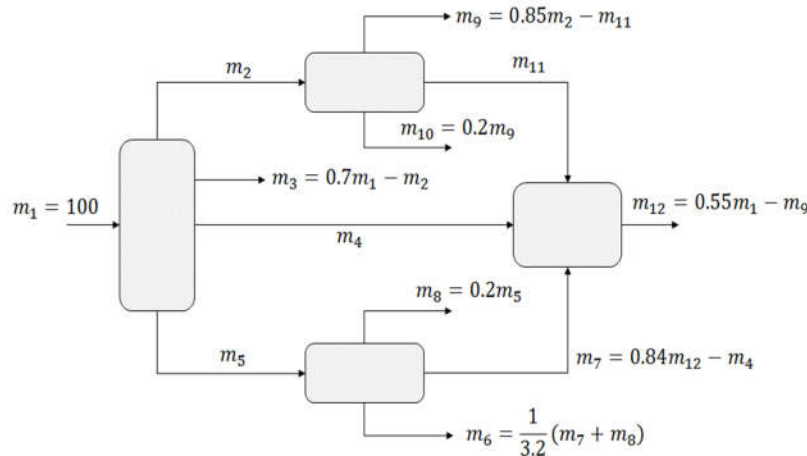 m₉ = 0.85m₂ − m₁₁
m₂
m₁₁
m₁₀ = 0.2m₉
m₃ = 0.7m₁ − m₂
m₁ = 100
m₁₂ = 0.55m₁ − m₉
m₄
m₈ = 0.2m₅
m₅
m₇ = 0.84m₁₂ − m₄
m₆ = 1/3.2 (m₇ + m₈)